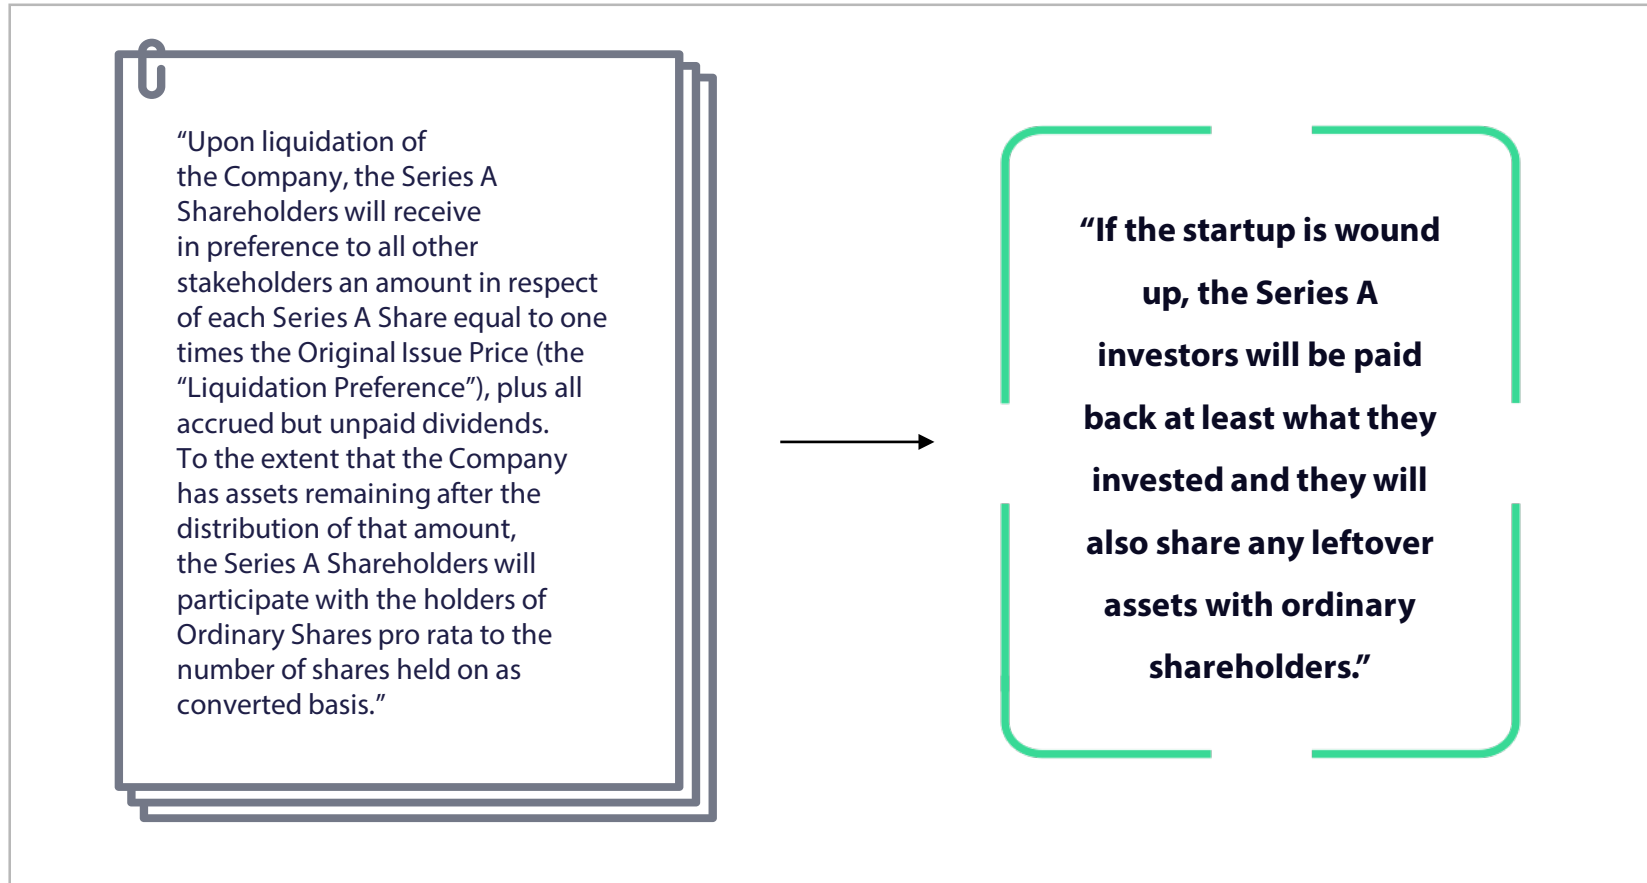 “Upon liquidation of
the Company, the Series A
Shareholders will receive
in preference to all other
stakeholders an amount in respect
of each Series A Share equal to one
times the Original Issue Price (the
“Liquidation Preference”), plus all
accrued but unpaid dividends.
To the extent that the Company
has assets remaining after the
distribution of that amount,
the Series A Shareholders will
participate with the holders of
Ordinary Shares pro rata to the
number of shares held on as
converted basis.”
“If the startup is wound
up, the Series A
investors will be paid
back at least what they
invested and they will
also share any leftover
assets with ordinary
shareholders.”